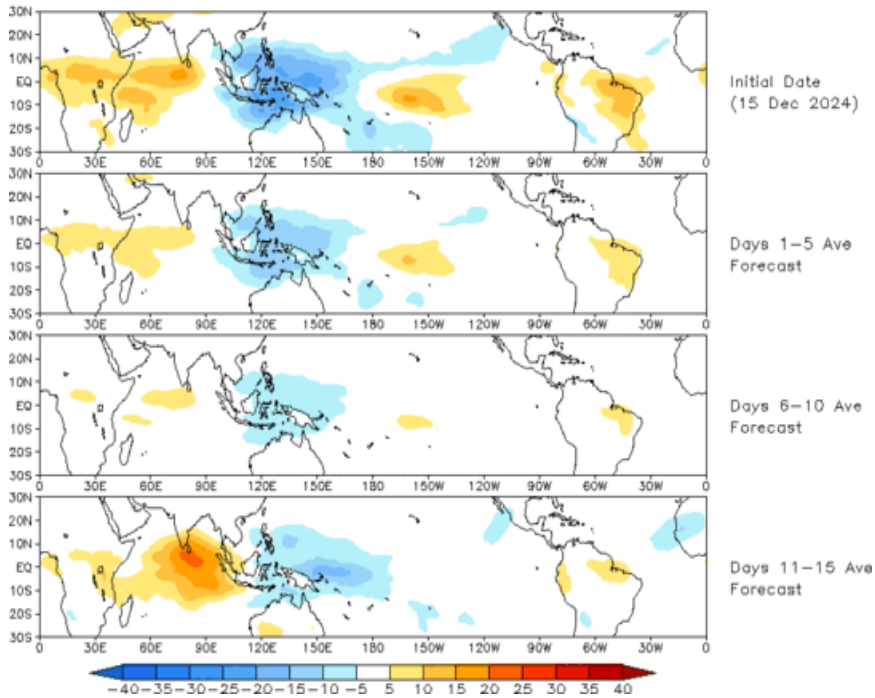 30N
20N
10N
EQ
10S
20S
30S
0 30E 60E 90E 120E 150E 180 150W 120W 90W 60W 30W 0
Initial Date
(15 Dec 2024)
30N
20N
10N
EQ
10S
20S
30S
0 30E 60E 90E 120E 150E 180 150W 120W 90W 60W 30W 0
Days 1-5 Ave
Forecast
30N
20N
10N
EQ
10S
20S
30S
0 30E 60E 90E 120E 150E 180 150W 120W 90W 60W 30W 0
Days 6-10 Ave
Forecast
30N
20N
10N
EQ
10S
20S
30S
0 30E 60E 90E 120E 150E 180 150W 120W 90W 60W 30W 0
Days 11-15 Ave
Forecast
-40 -35 -30 -25 -20 -15 -10 -5 5 10 15 20 25 30 35 40